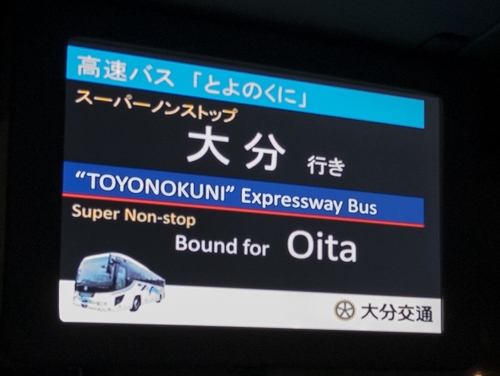 高速バス 「とよのくに」
スーパーノンストップ
大分 行き
“TOYONOKUNI” Expressway Bus
Super Non-stop
Bound for Oita
大分交通